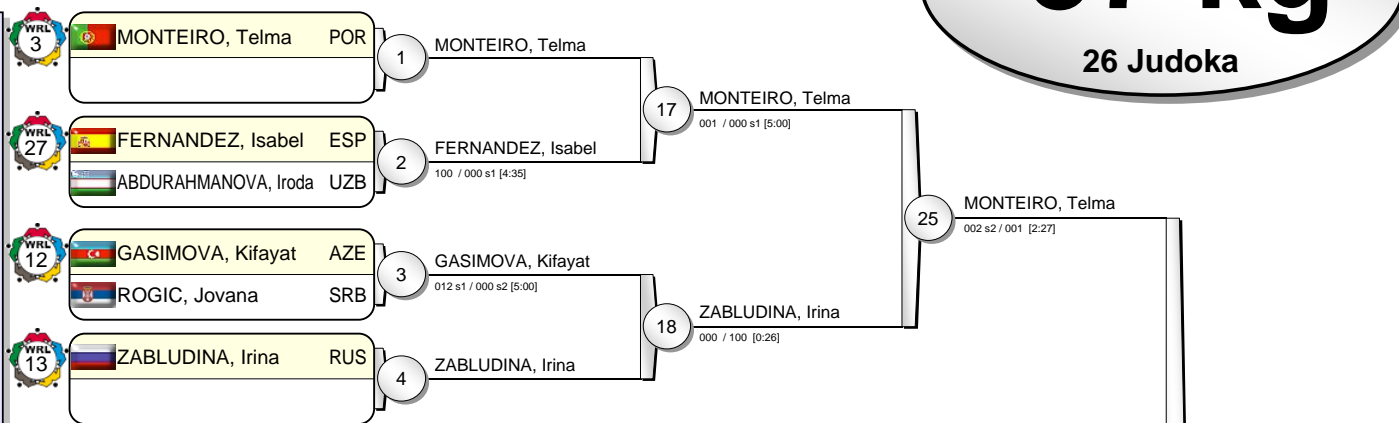 57 kg
26 Judoka
WRL 3
MONTEIRO, Telma POR
1
MONTEIRO, Telma
WRL 27
FERNANDEZ, Isabel ESP
ABDURAHMANOVA, Iroda UZB
2
FERNANDEZ, Isabel
100 / 000 s1 [4:35]
17
MONTEIRO, Telma
001 / 000 s1 [5:00]
WRL 12
GASIMOVA, Kifayat AZE
ROGIC, Jovana SRB
3
GASIMOVA, Kifayat
012 s1 / 000 s2 [5:00]
WRL 13
ZABLUDINA, Irina RUS
4
ZABLUDINA, Irina
18
ZABLUDINA, Irina
000 / 100 [0:26]
25
MONTEIRO, Telma
002 s2 / 001 [2:27]